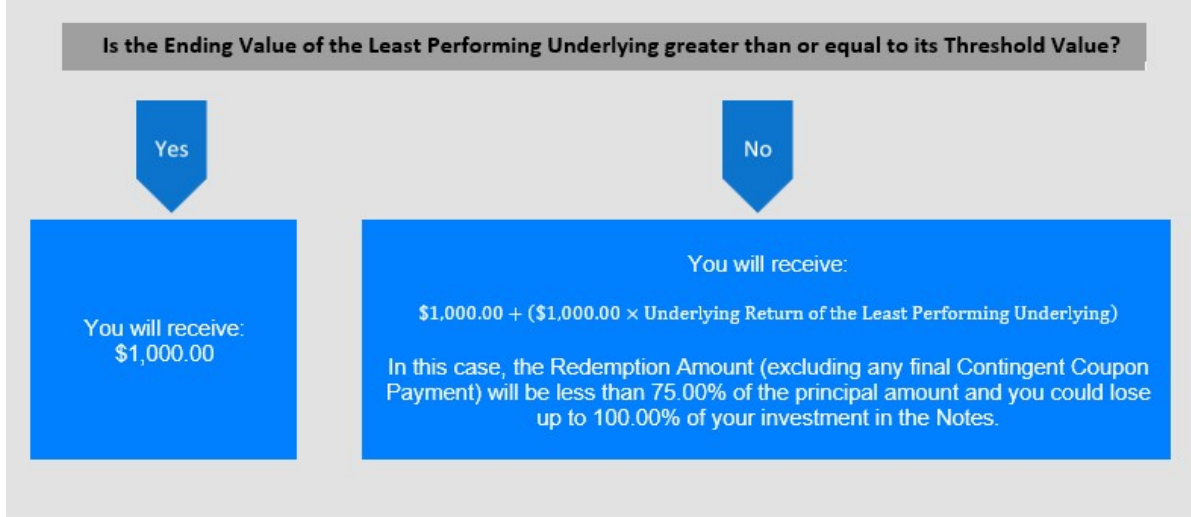 Is the Ending Value of the Least Performing Underlying greater than or equal to its Threshold Value?
Yes
No
You will receive:
$1,000.00
You will receive:
$1,000.00 + ($1,000.00 × Underlying Return of the Least Performing Underlying)
In this case, the Redemption Amount (excluding any final Contingent Coupon
Payment) will be less than 75.00% of the principal amount and you could lose
up to 100.00% of your investment in the Notes.